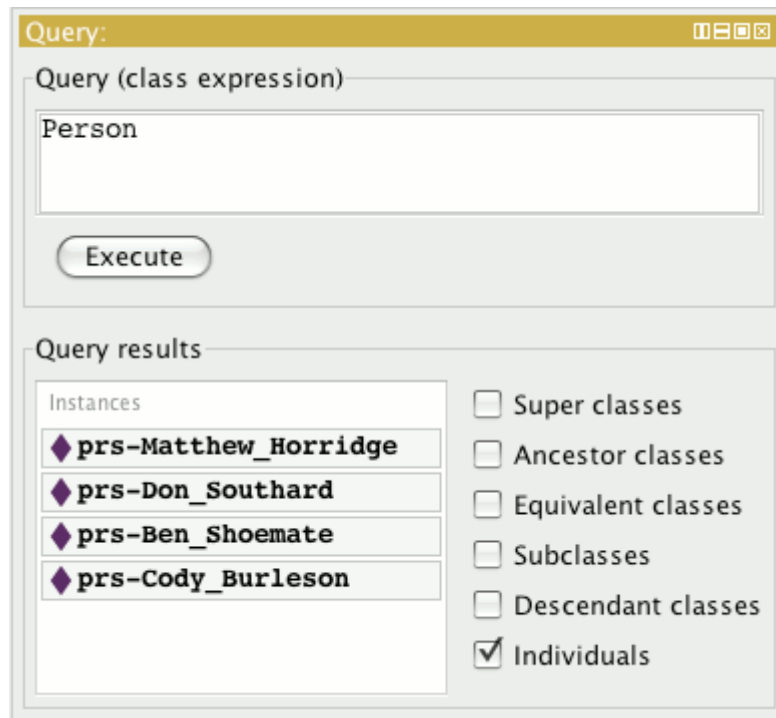 Query:
Query (class expression)
Person
Execute
Query results
Instances
prs-Matthew_Horridge
prs-Don_Southard
prs-Ben_Shoemate
prs-Cody_Burleson
Super classes
Ancestor classes
Equivalent classes
Subclasses
Descendant classes
Individuals